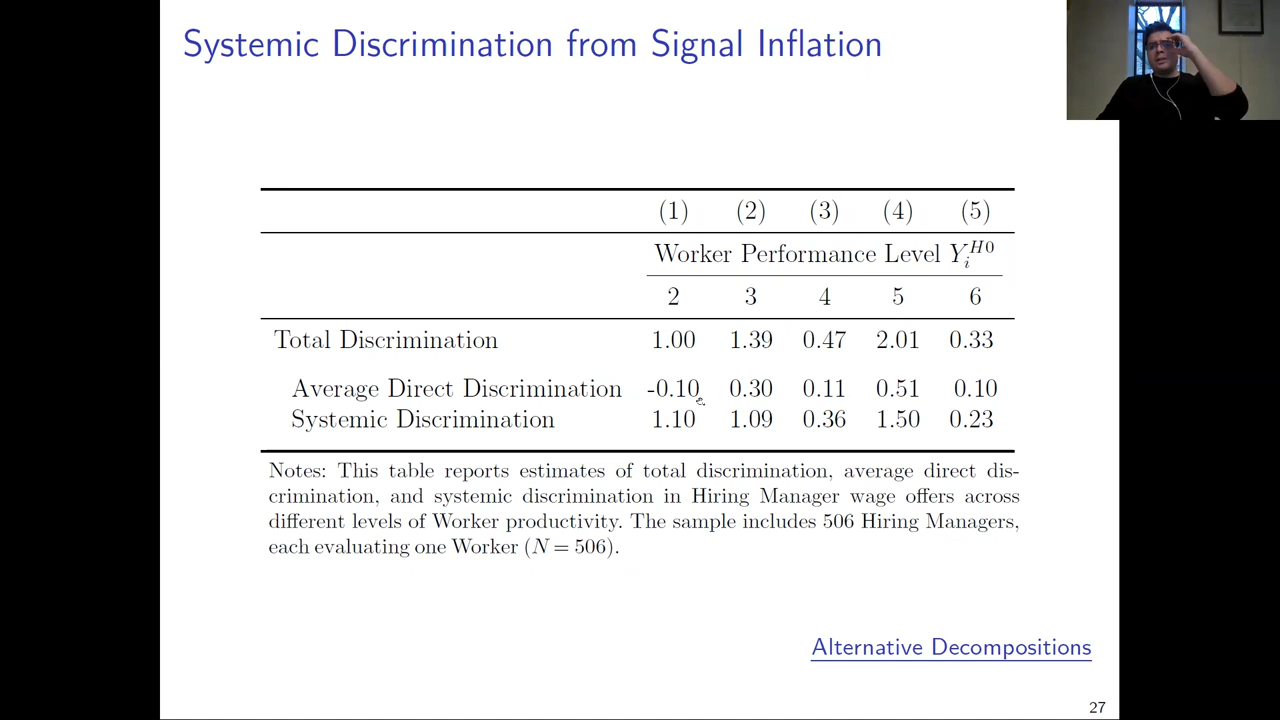 Systemic Discrimination from Signal Inflation
(1) (2) (3) (4) (5)
Worker Performance Level Y_i^{H0}
2 3 4 5 6
Total Discrimination 1.00 1.39 0.47 2.01 0.33
Average Direct Discrimination -0.10 0.30 0.11 0.51 0.10
Systemic Discrimination 1.10 1.09 0.36 1.50 0.23
Notes: This table reports estimates of total discrimination, average direct dis-
crimination, and systemic discrimination in Hiring Manager wage offers across
different levels of Worker productivity. The sample includes 506 Hiring Managers,
each evaluating one Worker (N = 506).
Alternative Decompositions
27